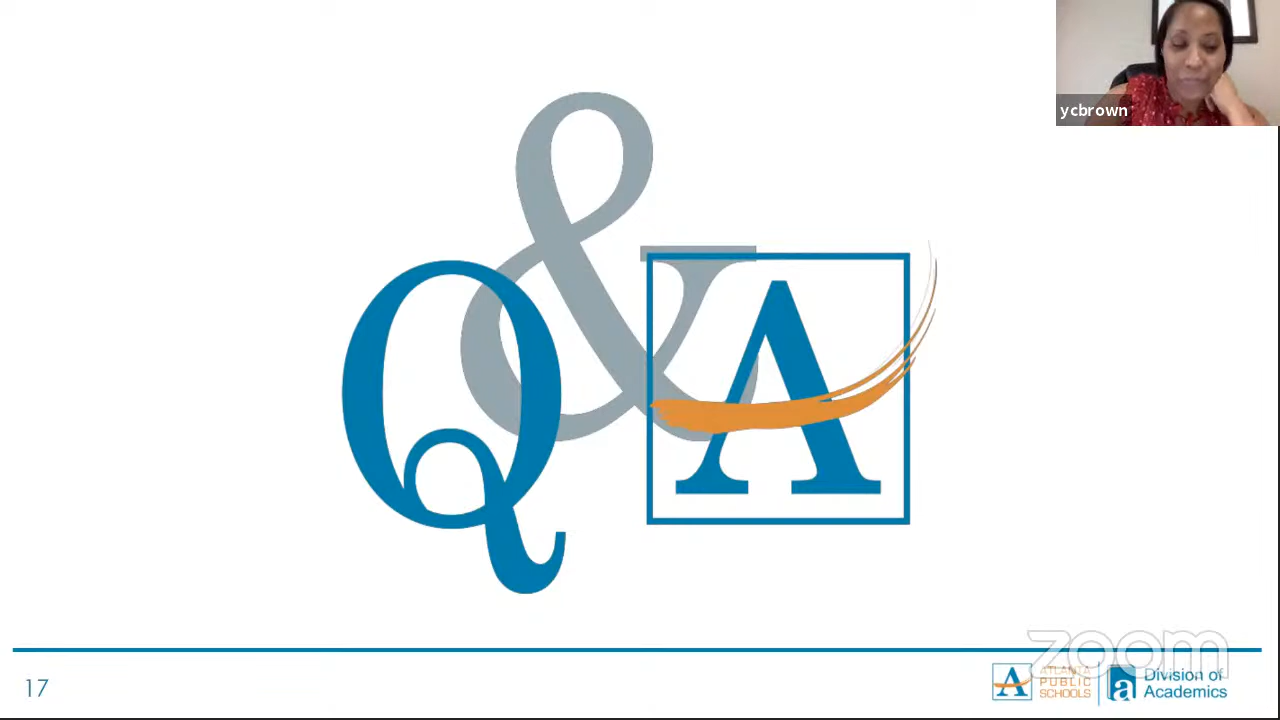 ycbrown
Q&A
zoom
17
ATLANTA
PUBLIC
SCHOOLS
a
Division of
Academics